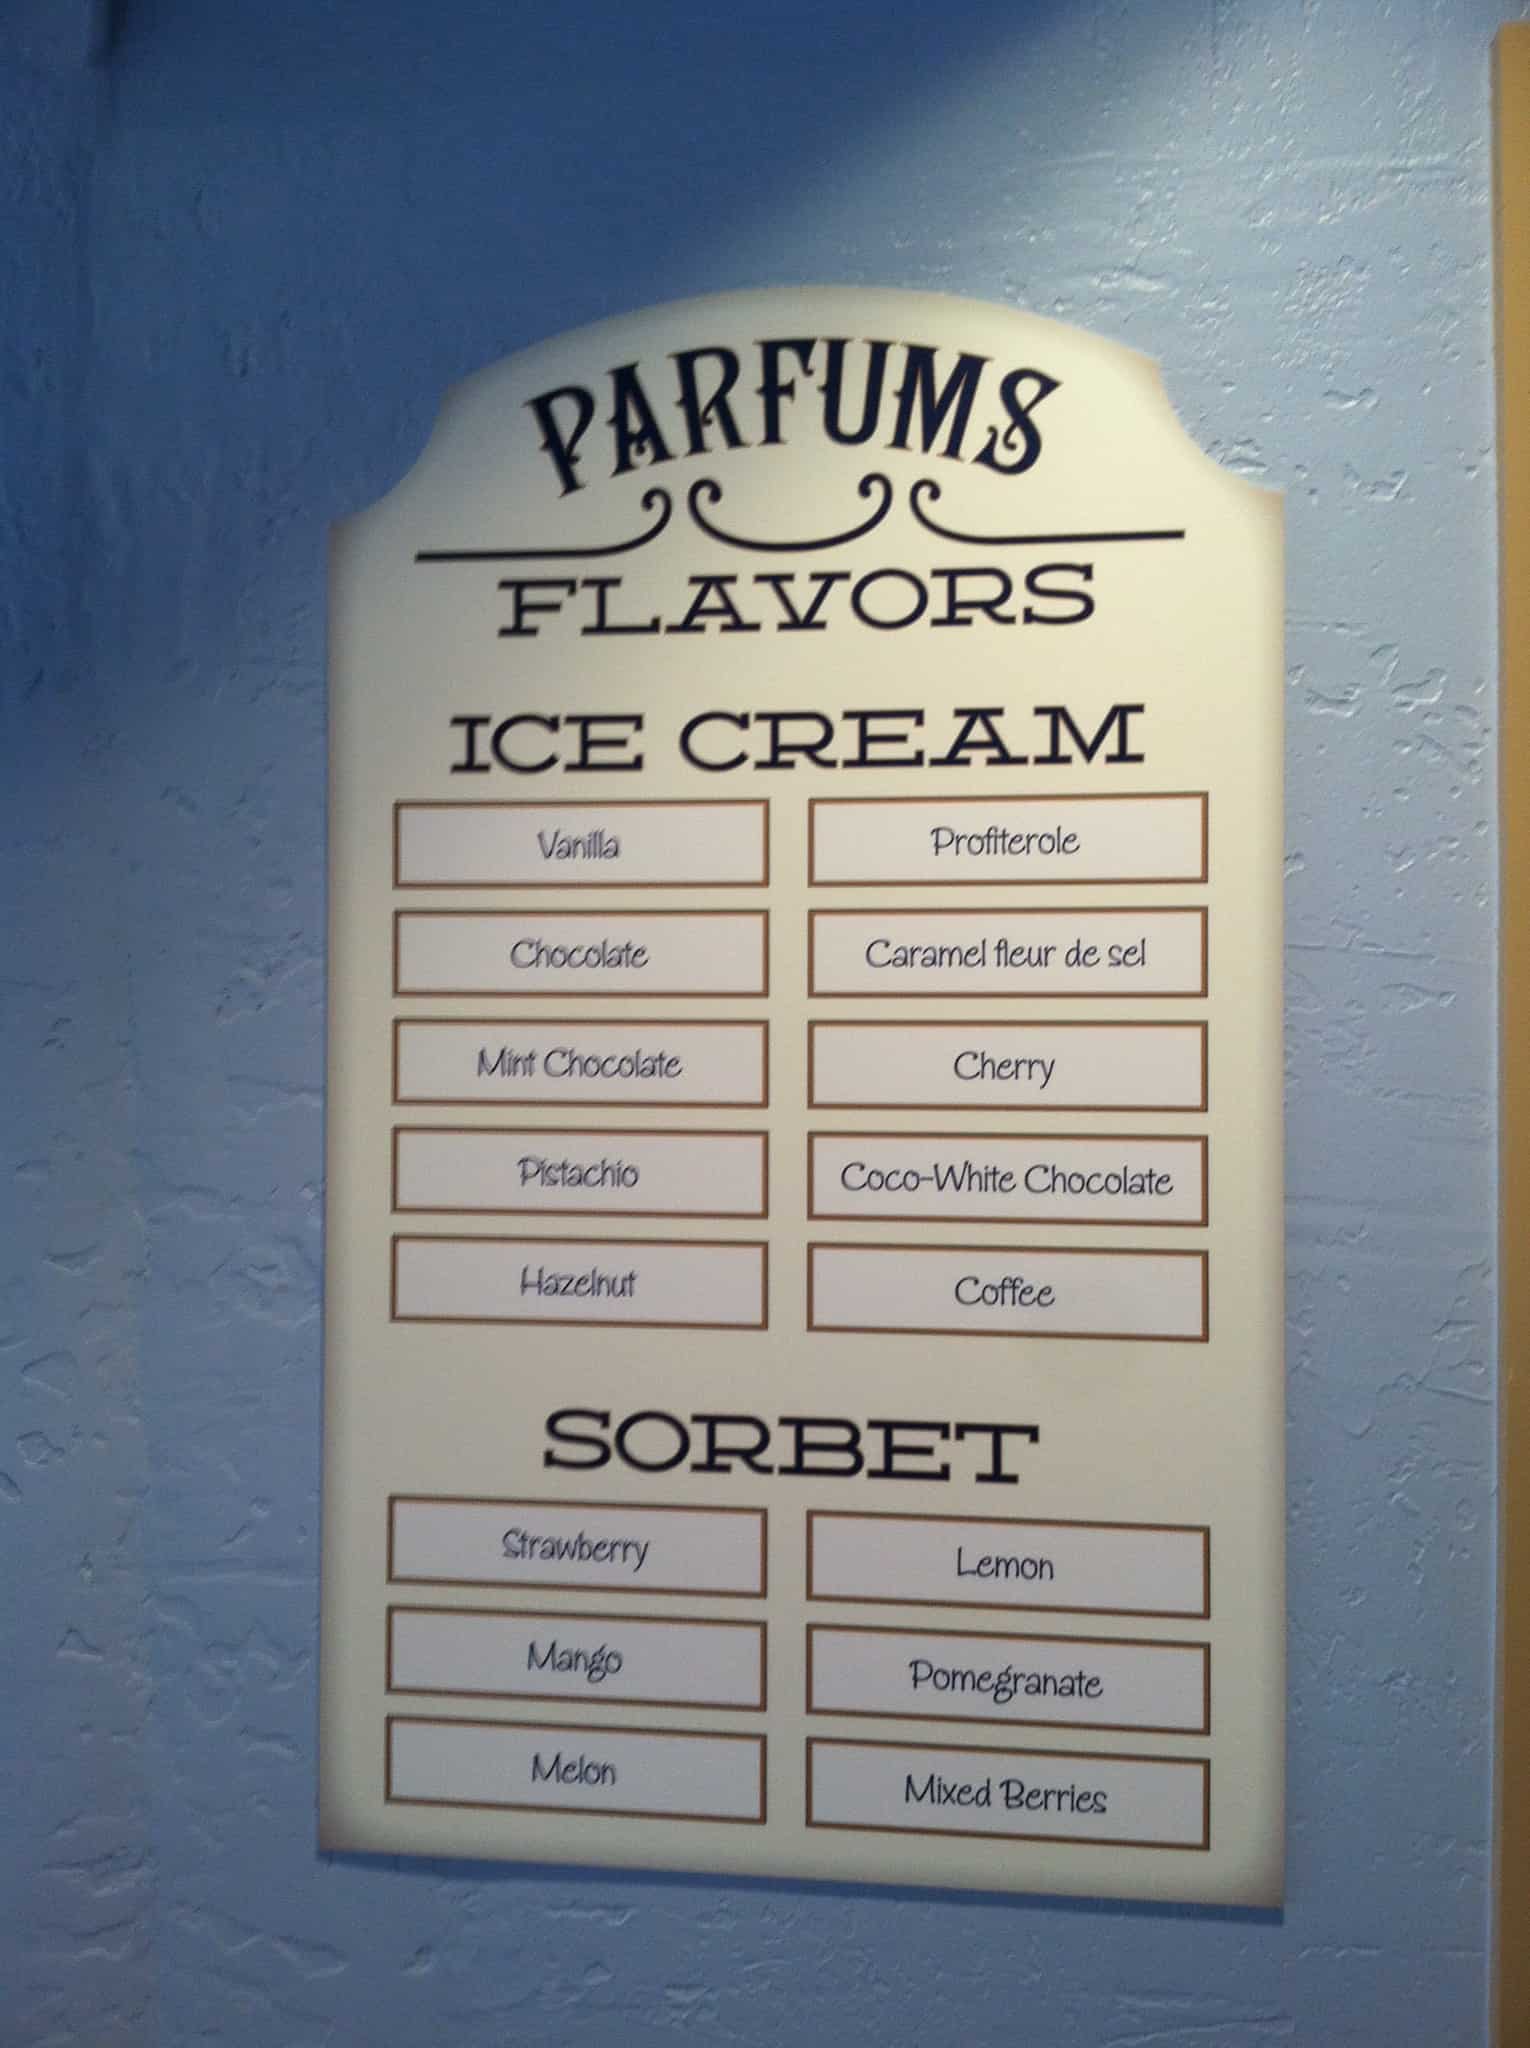 PARFUMS
FLAVORS
ICE CREAM
Vanilla
Profiterole
Chocolate
Caramel fleur de sel
Mint Chocolate
Cherry
Pistachio
Coco-White Chocolate
Hazelnut
Coffee
SORBET
Strawberry
Lemon
Mango
Pomegranate
Melon
Mixed Berries